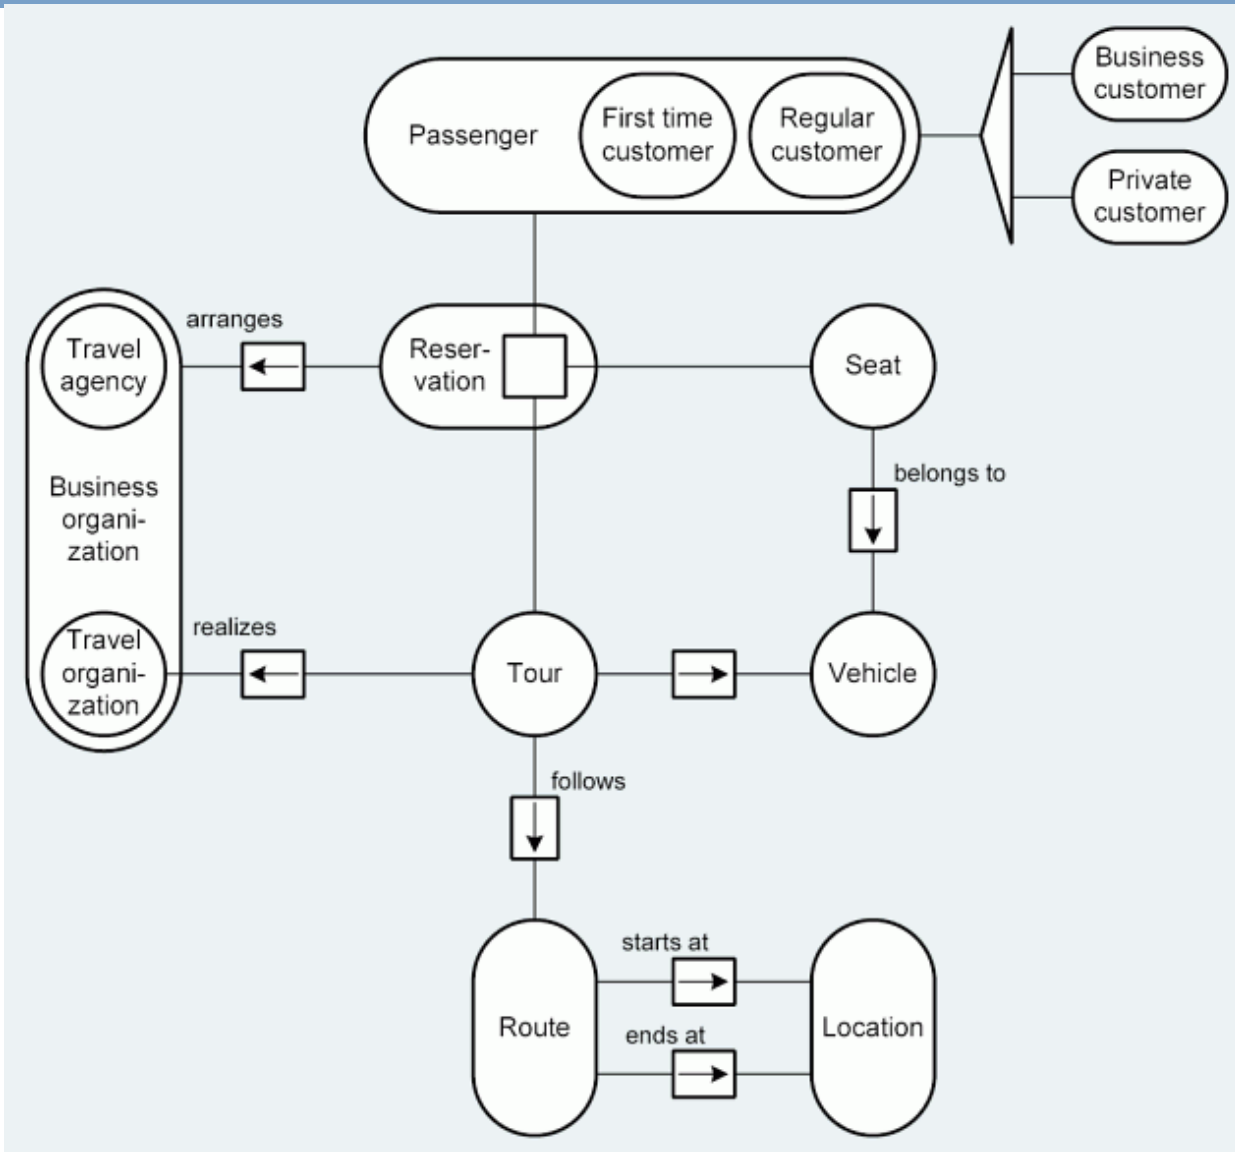 Business
customer
First time
customer
Regular
customer
Passenger
Private
customer
arranges
Travel
agency
Reser-
vation
Seat
belongs to
Business
organi-
zation
realizes
Travel
organi-
zation
Tour
Vehicle
follows
starts at
Route
Location
ends at